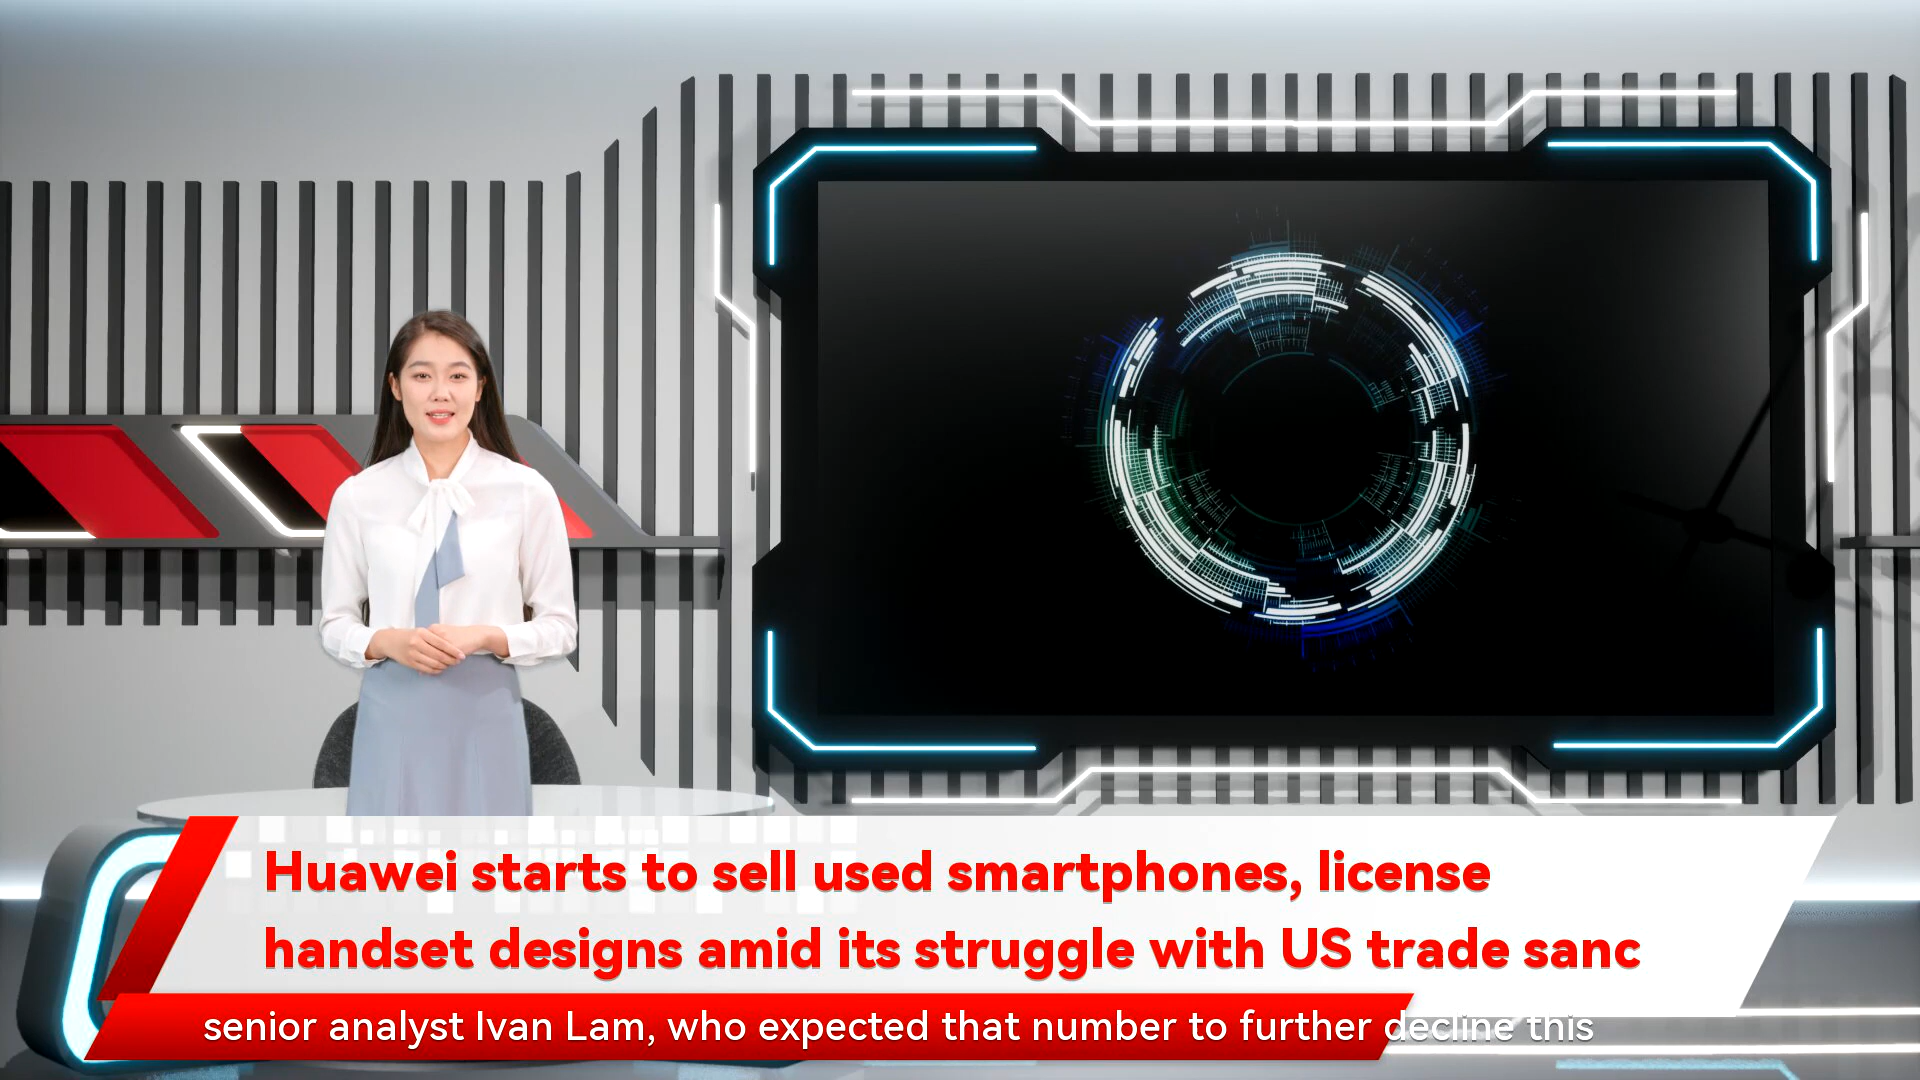 Huawei starts to sell used smartphones, license
handset designs amid its struggle with US trade sanc
senior analyst Ivan Lam, who expected that number to further decline this